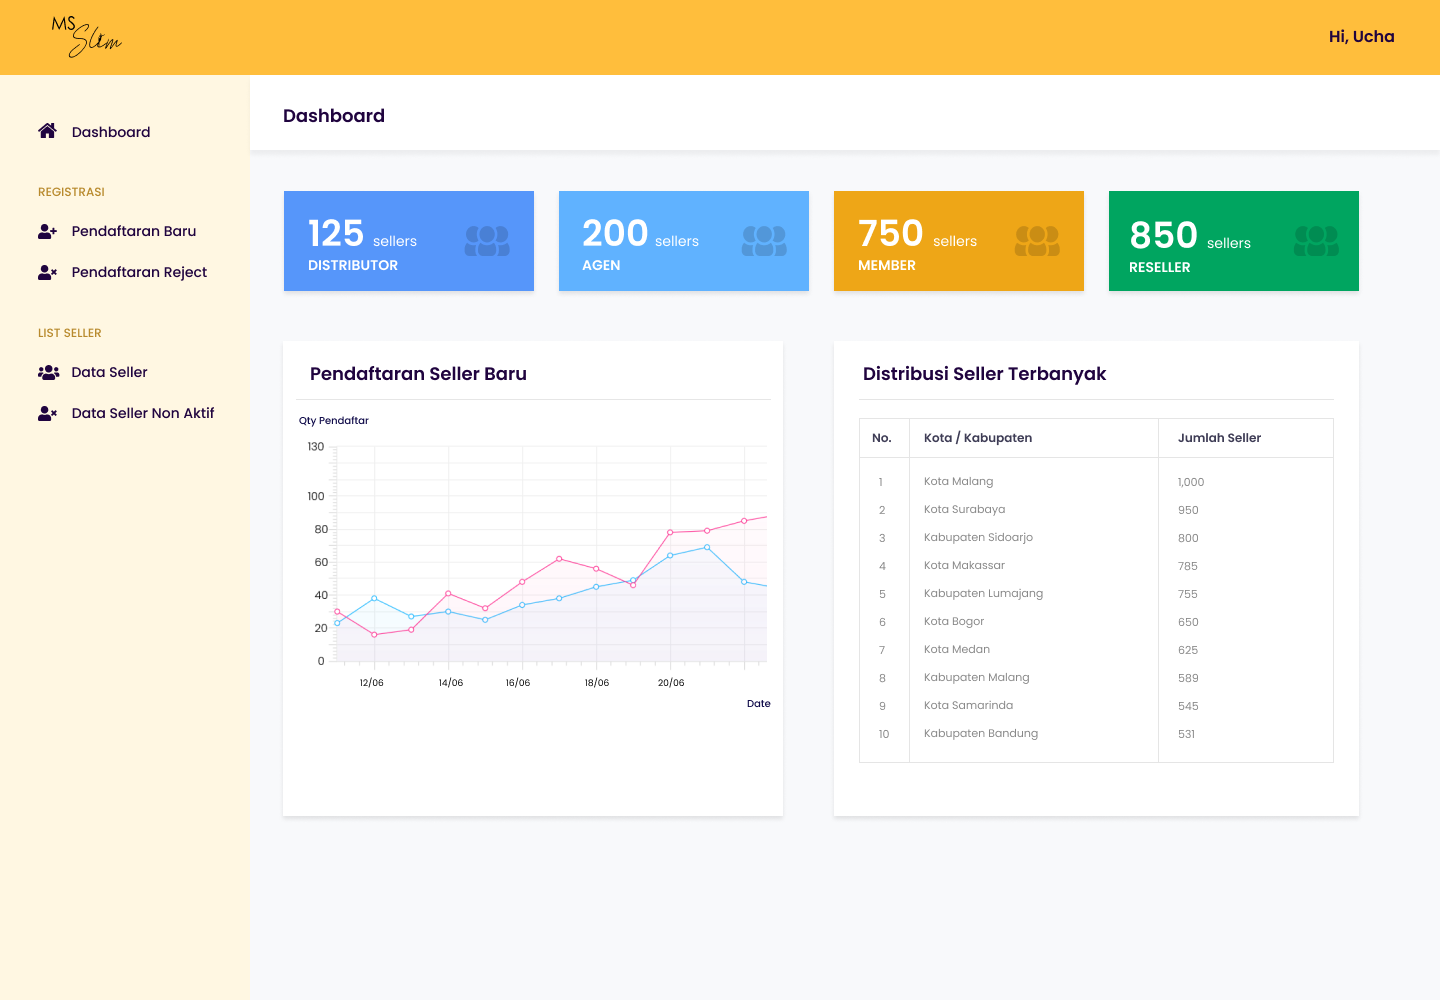 MS
Slim
Hi, Ucha
Dashboard
REGISTRASI
Pendaftaran Baru
Pendaftaran Reject
LIST SELLER
Data Seller
Data Seller Non Aktif
Dashboard
125 sellers
DISTRIBUTOR
200 sellers
AGEN
750 sellers
MEMBER
850 sellers
RESELLER
Pendaftaran Seller Baru
Qty Pendaftar
130
100
80
60
40
20
0
12/06 14/06 16/06 18/06 20/06
Date
Distribusi Seller Terbanyak
No. Kota / Kabupaten Jumlah Seller
1 Kota Malang 1,000
2 Kota Surabaya 950
3 Kabupaten Sidoarjo 800
4 Kota Makassar 785
5 Kabupaten Lumajang 755
6 Kota Bogor 650
7 Kota Medan 625
8 Kabupaten Malang 589
9 Kota Samarinda 545
10 Kabupaten Bandung 531